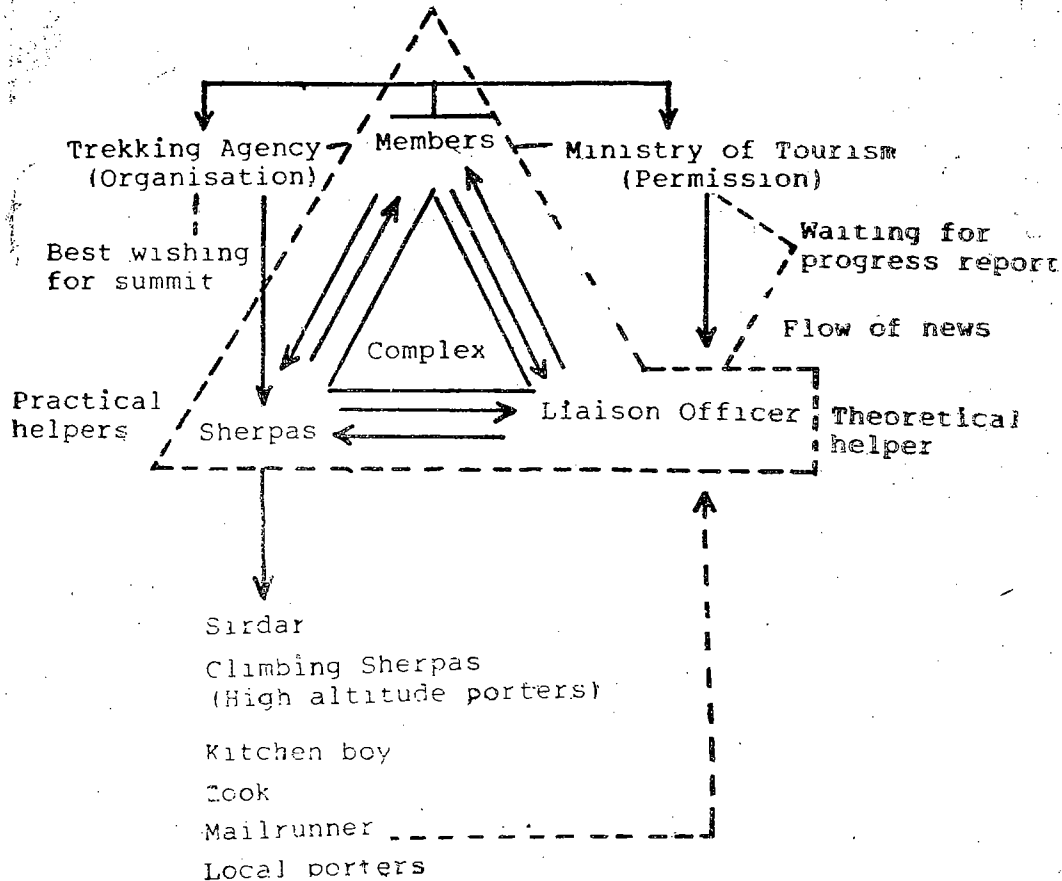 Members
Trekking Agency
(Organisation)
Ministry of Tourism
(Permission)
Best wishing
for summit
Waiting for
progress report
Flow of news
Complex
Practical
helpers
Sherpas
Liaison Officer
Theoretical
helper
Sirdar
Climbing Sherpas
(High altitude porters)
Kitchen boy
Cook
Mailrunner
Local porters